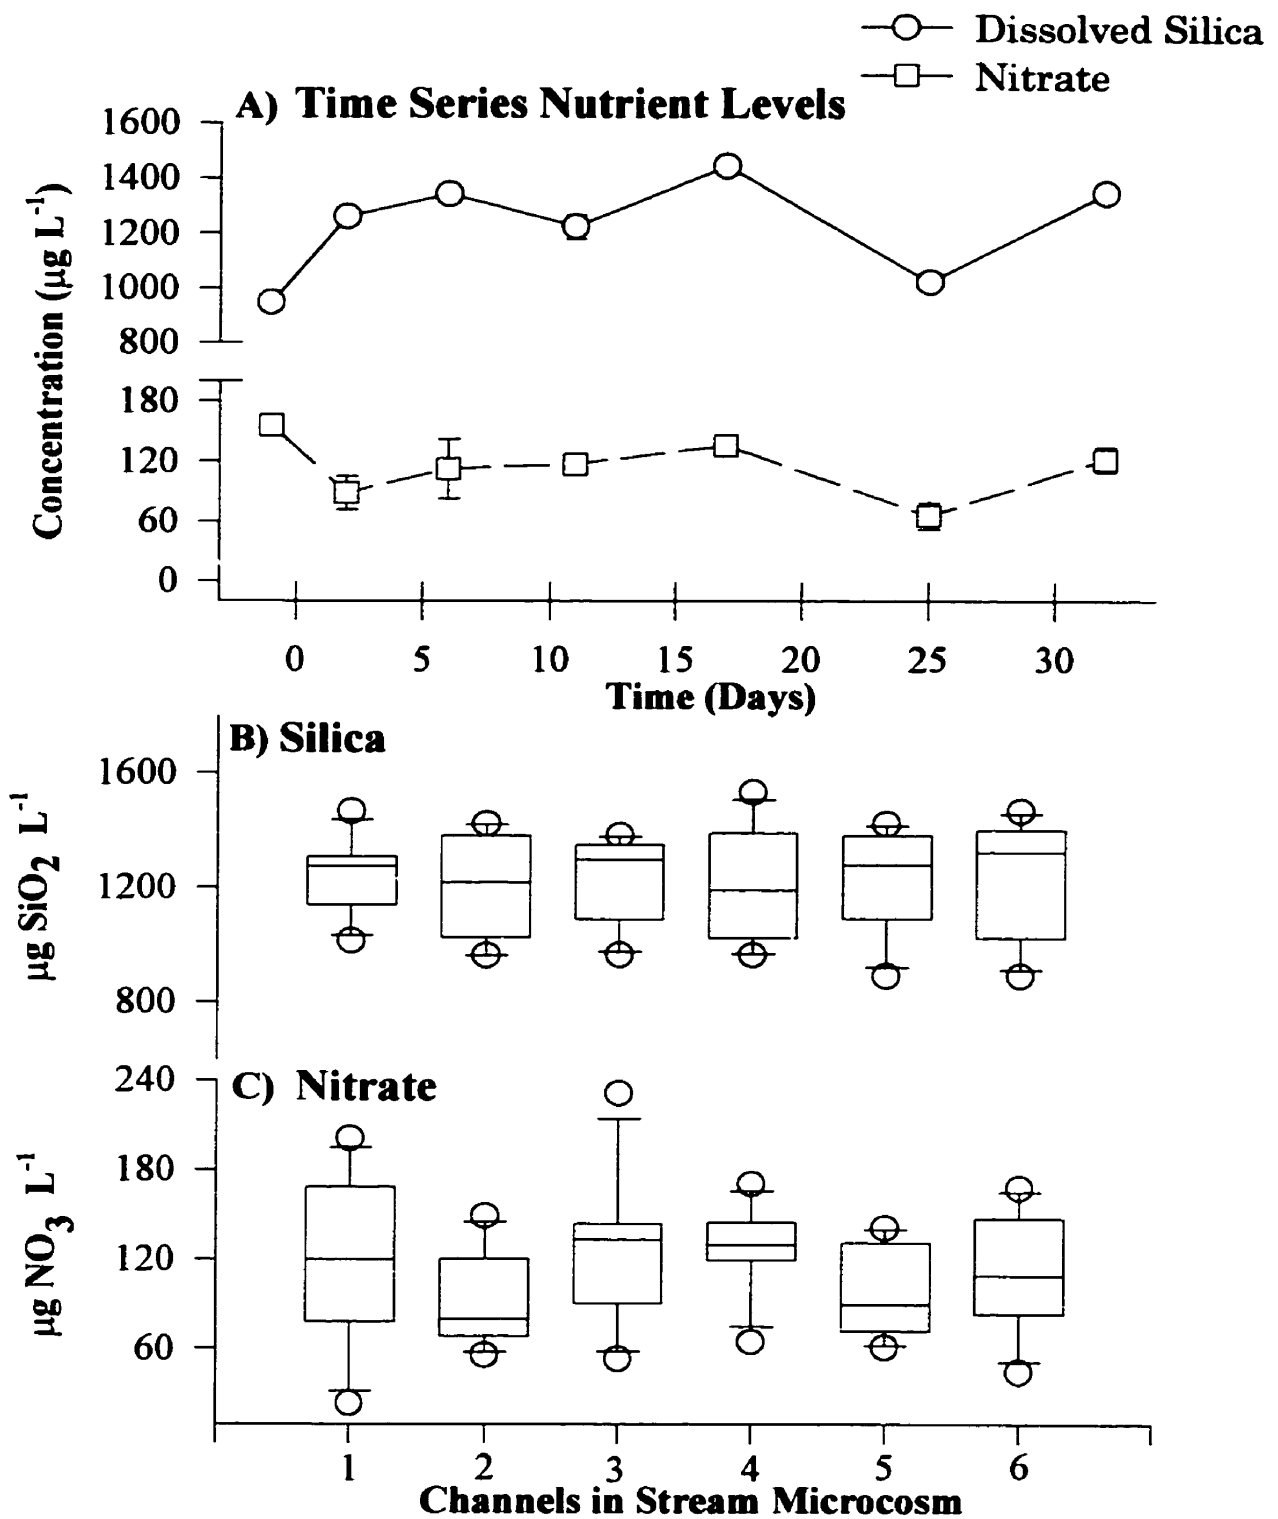 Dissolved Silica
Nitrate
A) Time Series Nutrient Levels
1600
1400
1200
1000
800
180
120
60
0
Concentration (µg L⁻¹)
0 5 10 15 20 25 30
Time (Days)
B) Silica
1600
1200
800
µg SiO₂ L⁻¹
C) Nitrate
240
180
120
60
µg NO₃ L⁻¹
1 2 3 4 5 6
Channels in Stream Microcosm